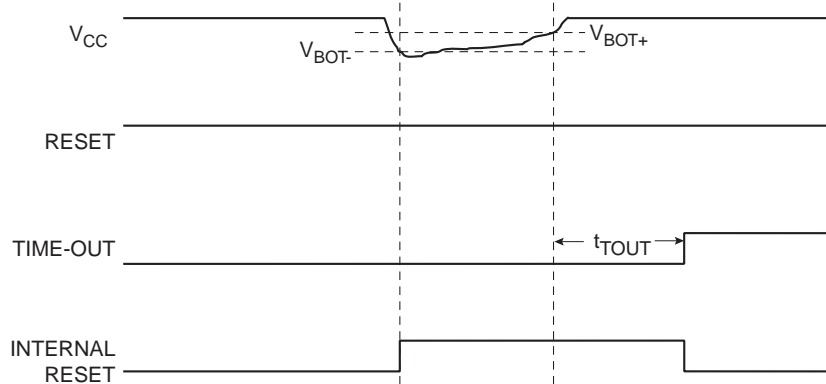 VCC
VBOT-
VBOT+
RESET
TIME-OUT
tTOUT
INTERNAL
RESET